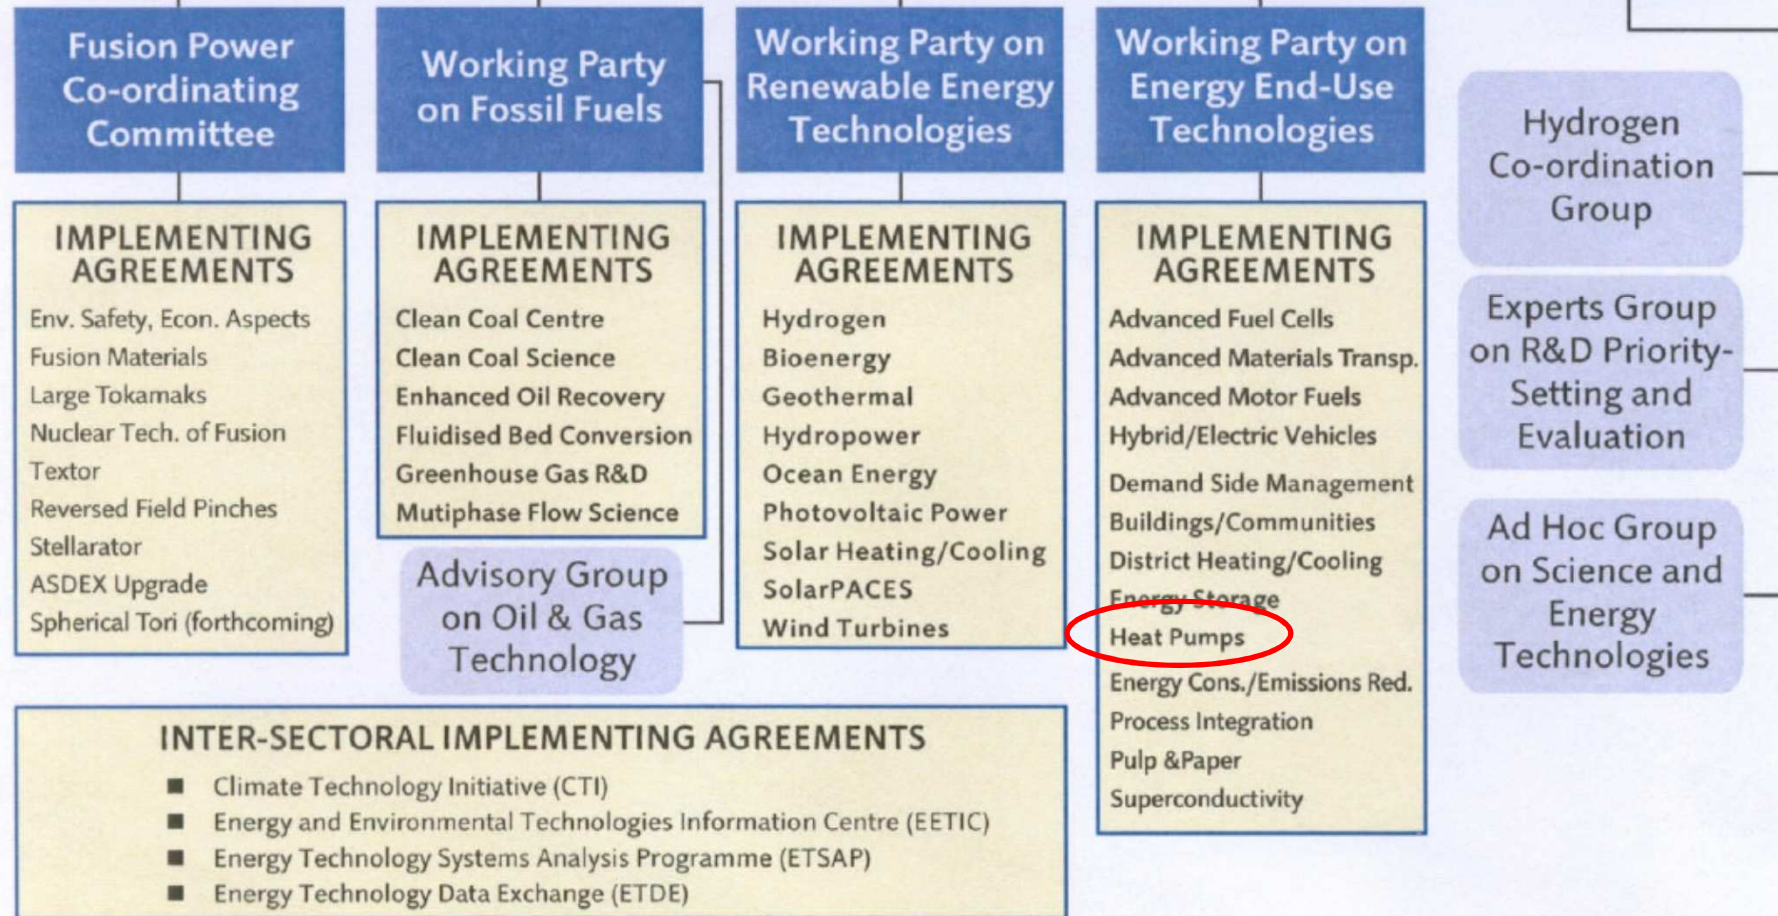 Fusion Power
Co-ordinating
Committee
IMPLEMENTING
AGREEMENTS
Env. Safety, Econ. Aspects
Fusion Materials
Large Tokamaks
Nuclear Tech. of Fusion
Textor
Reversed Field Pinches
Stellarator
ASDEX Upgrade
Spherical Tori (forthcoming)
Working Party
on Fossil Fuels
IMPLEMENTING
AGREEMENTS
Clean Coal Centre
Clean Coal Science
Enhanced Oil Recovery
Fluidised Bed Conversion
Greenhouse Gas R&D
Mutiphase Flow Science
Advisory Group
on Oil & Gas
Technology
Working Party on
Renewable Energy
Technologies
IMPLEMENTING
AGREEMENTS
Hydrogen
Bioenergy
Geothermal
Hydropower
Ocean Energy
Photovoltaic Power
Solar Heating/Cooling
SolarPACES
Wind Turbines
Working Party on
Energy End-Use
Technologies
IMPLEMENTING
AGREEMENTS
Advanced Fuel Cells
Advanced Materials Transp.
Advanced Motor Fuels
Hybrid/Electric Vehicles
Demand Side Management
Buildings/Communities
District Heating/Cooling
Energy Storage
Heat Pumps
Energy Cons./Emissions Red.
Process Integration
Pulp &Paper
Superconductivity
Hydrogen
Co-ordination
Group
Experts Group
on R&D Priority-
Setting and
Evaluation
Ad Hoc Group
on Science and
Energy
Technologies
INTER-SECTORAL IMPLEMENTING AGREEMENTS
■ Climate Technology Initiative (CTI)
■ Energy and Environmental Technologies Information Centre (EETIC)
■ Energy Technology Systems Analysis Programme (ETSAP)
■ Energy Technology Data Exchange (ETDE)